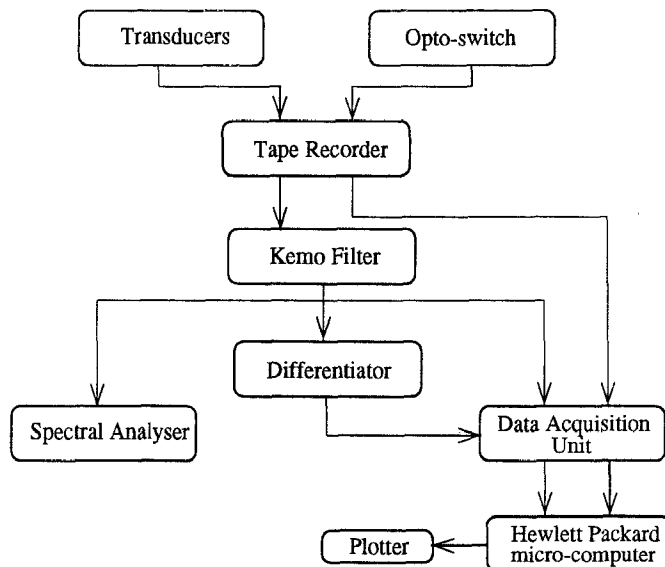 Transducers
Opto-switch
Tape Recorder
Kemo Filter
Differentiator
Spectral Analyser
Data Acquisition
Unit
Hewlett Packard
micro-computer
Plotter